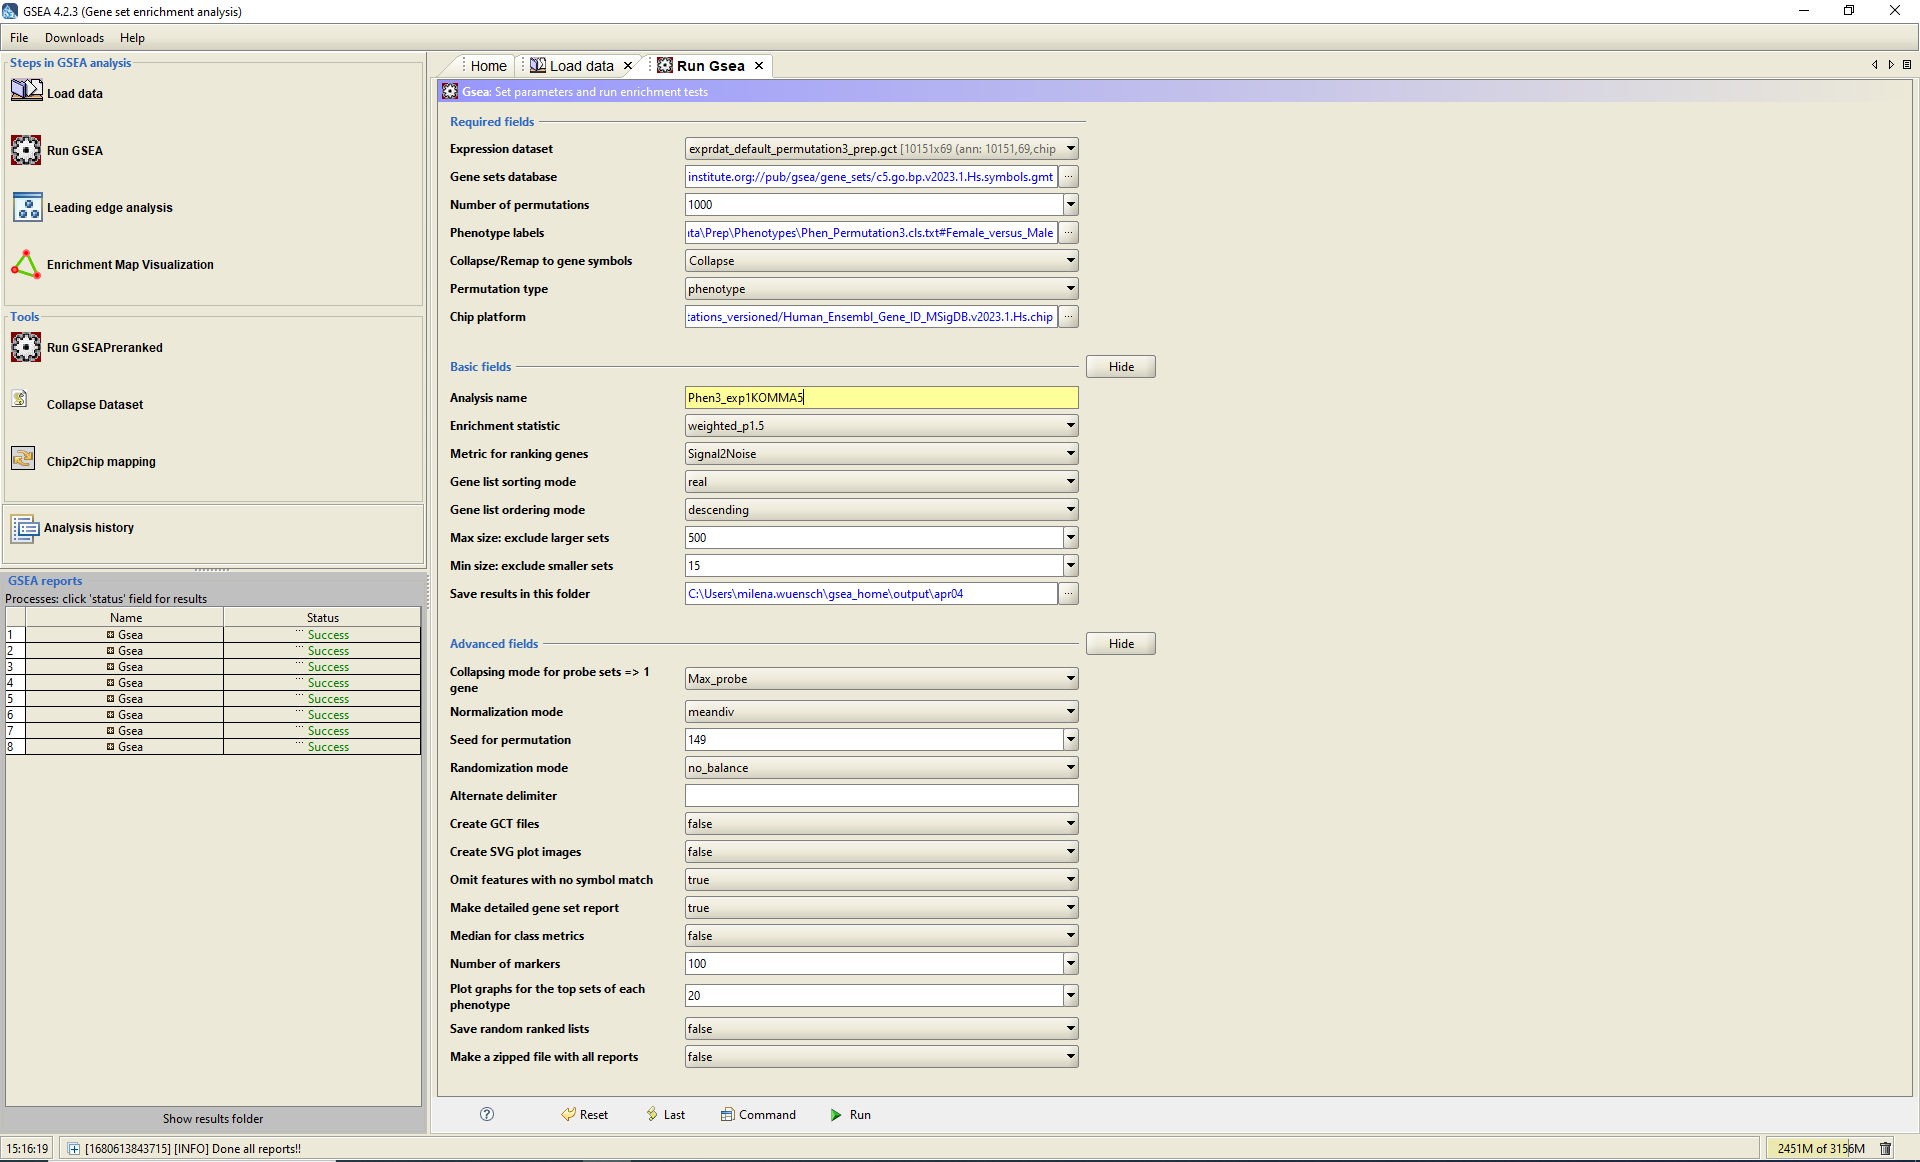 GSEA 4.2.3 (Gene set enrichment analysis)
File Downloads Help
Steps in GSEA analysis
Load data
Run GSEA
Leading edge analysis
Enrichment Map Visualization
Tools
Run GSEAPreranked
Collapse Dataset
Chip2Chip mapping
Analysis history
GSEA reports
Processes: click 'status' field for results
Name Status
1 Gsea Success
2 Gsea Success
3 Gsea Success
4 Gsea Success
5 Gsea Success
6 Gsea Success
7 Gsea Success
8 Gsea Success
Show results folder
Home Load data Run Gsea
Gsea: Set parameters and run enrichment tests
Required fields
Expression dataset exprdat_default_permutation3_prep.gct [10151x69 (ann: 10151,69,chip
Gene sets database institute.org://pub/gsea/gene_sets/c5.go.bp.v2023.1.Hs.symbols.gmt ...
Number of permutations 1000
Phenotype labels ata\Prep\Phenotypes\Phen_Permutation3.cls.txt#Female_versus_Male ...
Collapse/Remap to gene symbols Collapse
Permutation type phenotype
Chip platform tations_versioned/Human_Ensembl_Gene_ID_MSigDB.v2023.1.Hs.chip ...
Basic fields Hide
Analysis name Phen3_exp1KOMMA5
Enrichment statistic weighted_p1.5
Metric for ranking genes Signal2Noise
Gene list sorting mode real
Gene list ordering mode descending
Max size: exclude larger sets 500
Min size: exclude smaller sets 15
Save results in this folder C:\Users\milena.wuensch\gsea_home\output\apr04 ...
Advanced fields Hide
Collapsing mode for probe sets => 1
gene Max_probe
Normalization mode meandiv
Seed for permutation 149
Randomization mode no_balance
Alternate delimiter
Create GCT files false
Create SVG plot images false
Omit features with no symbol match true
Make detailed gene set report true
Median for class metrics false
Number of markers 100
Plot graphs for the top sets of each
phenotype 20
Save random ranked lists false
Make a zipped file with all reports false
? Reset Last Command Run
15:16:19 [1680613843715] [INFO] Done all reports!! 2451M of 3156M